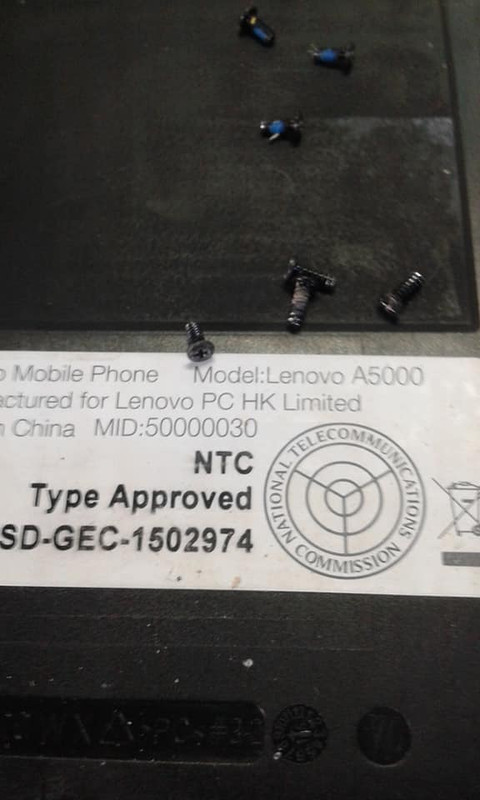 o Mobile Phone Model:Lenovo A5000
actured for Lenovo PC HK Limited
n China MID:50000030
NTC
Type Approved
SD-GEC-1502974
NATIONAL TELECOMMUNICATIONS COMMISSION